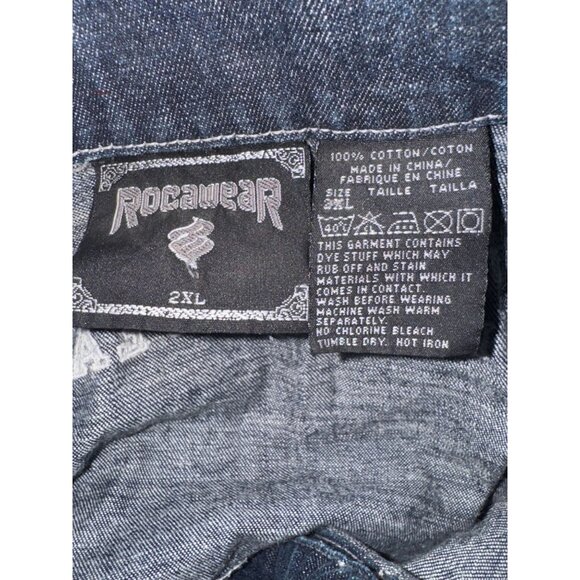 ROCAWEAR
2XL
100% COTTON/COTON
MADE IN CHINA/
FABRIQUE EN CHINE
SIZE TAILLE TALLA
2XL
40°
THIS GARMENT CONTAINS
DYE STUFF WHICH MAY
RUB OFF AND STAIN
MATERIALS WITH WHICH IT
COMES IN CONTACT.
WASH BEFORE WEARING
MACHINE WASH WARM
SEPARATELY.
NO CHLORINE BLEACH
TUMBLE DRY. HOT IRON